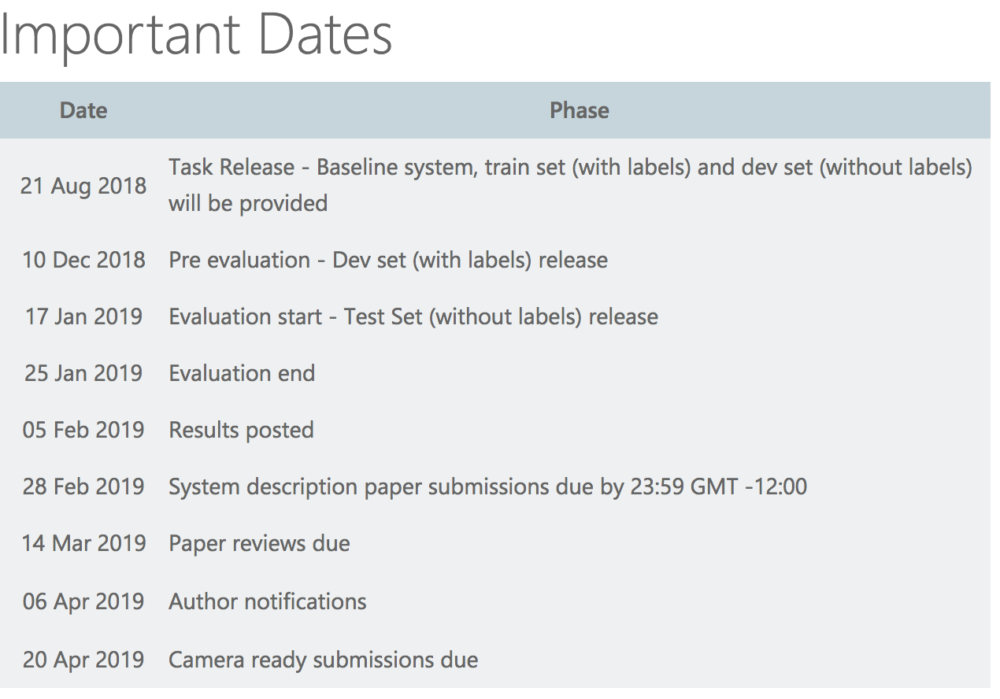 Important Dates
Date Phase
21 Aug 2018 Task Release - Baseline system, train set (with labels) and dev set (without labels)
will be provided
10 Dec 2018 Pre evaluation - Dev set (with labels) release
17 Jan 2019 Evaluation start - Test Set (without labels) release
25 Jan 2019 Evaluation end
05 Feb 2019 Results posted
28 Feb 2019 System description paper submissions due by 23:59 GMT -12:00
14 Mar 2019 Paper reviews due
06 Apr 2019 Author notifications
20 Apr 2019 Camera ready submissions due